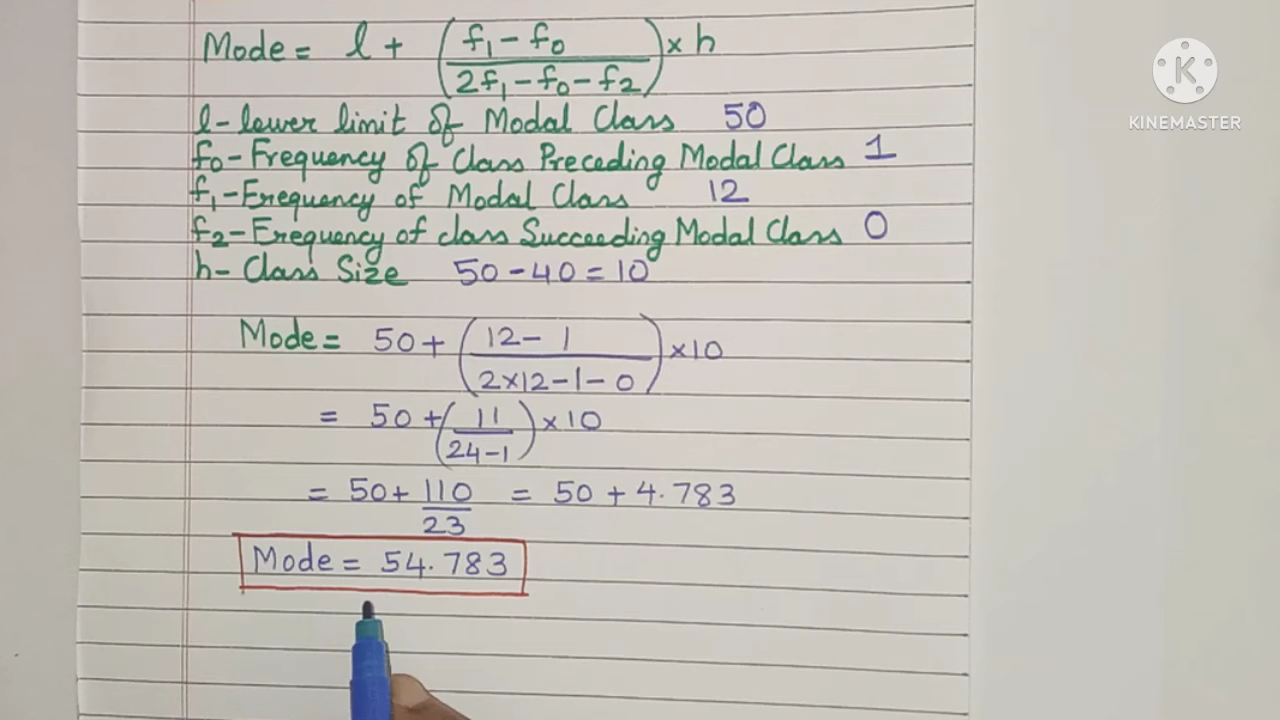 Mode = l + (f1 - f0 / 2f1 - f0 - f2) × h
l - lower limit of Modal Class 50
f0 - Frequency of Class Preceding Modal Class 1
f1 - Frequency of Modal Class 12
f2 - Frequency of class Succeeding Modal Class 0
h - Class Size 50 - 40 = 10
Mode = 50 + (12 - 1 / 2×12 - 1 - 0) × 10
= 50 + (11 / 24 - 1) × 10
= 50 + 110 / 23 = 50 + 4.783
Mode = 54.783
KINEMASTER